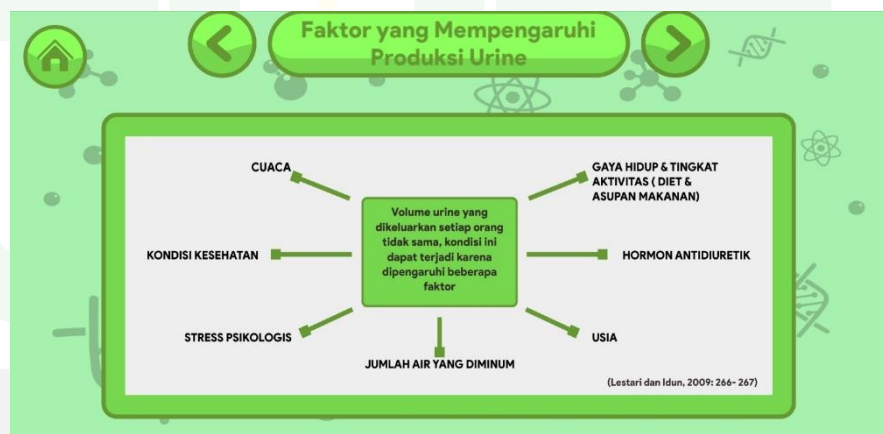 Faktor yang Mempengaruhi
Produksi Urine
CUACA
GAYA HIDUP & TINGKAT
AKTIVITAS ( DIET &
ASUPAN MAKANAN)
Volume urine yang
dikeluarkan setiap orang
tidak sama, kondisi ini
dapat terjadi karena
dipengaruhi beberapa
faktor
KONDISI KESEHATAN
HORMON ANTIDIURETIK
STRESS PSIKOLOGIS
USIA
JUMLAH AIR YANG DIMINUM
(Lestari dan Idun, 2009: 266- 267)